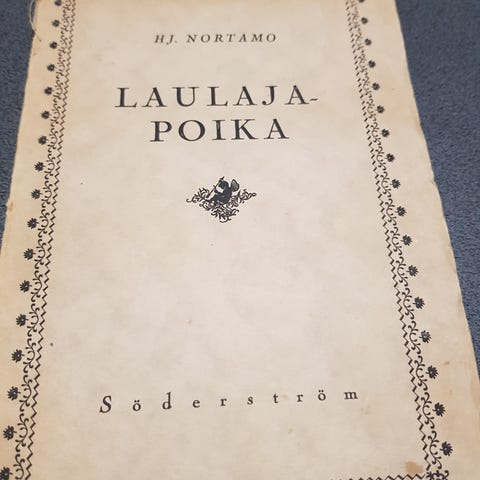 HJ. NORTAMO
LAULAJA-
POIKA
Söderström